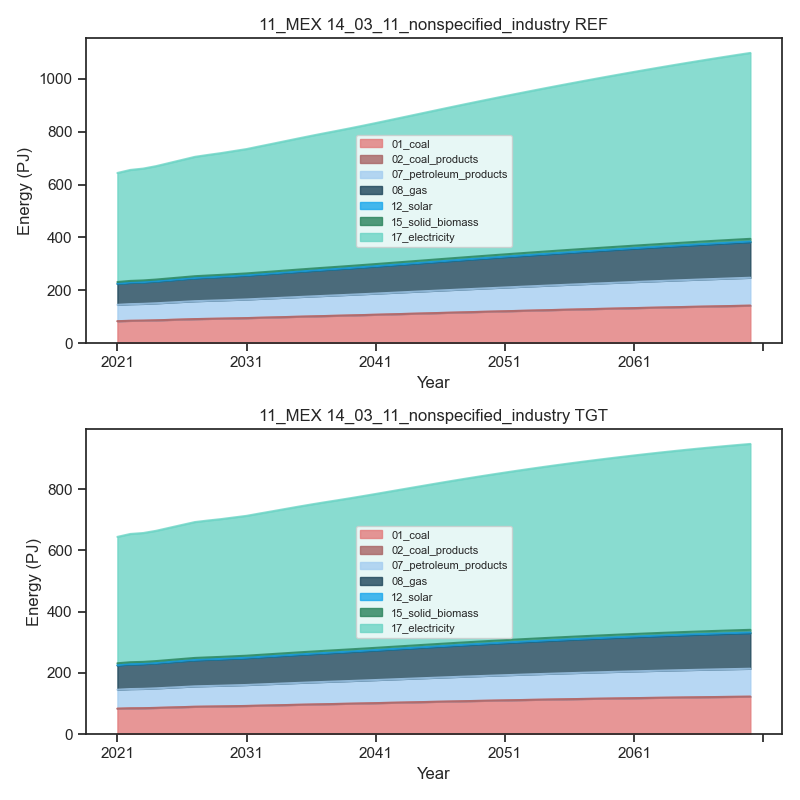 11_MEX 14_03_11_nonspecified_industry REF
Energy (PJ)
1000
800
600
400
200
0
01_coal
02_coal_products
07_petroleum_products
08_gas
12_solar
15_solid_biomass
17_electricity
2021 2031 2041 2051 2061
Year
11_MEX 14_03_11_nonspecified_industry TGT
Energy (PJ)
800
600
400
200
0
01_coal
02_coal_products
07_petroleum_products
08_gas
12_solar
15_solid_biomass
17_electricity
2021 2031 2041 2051 2061
Year